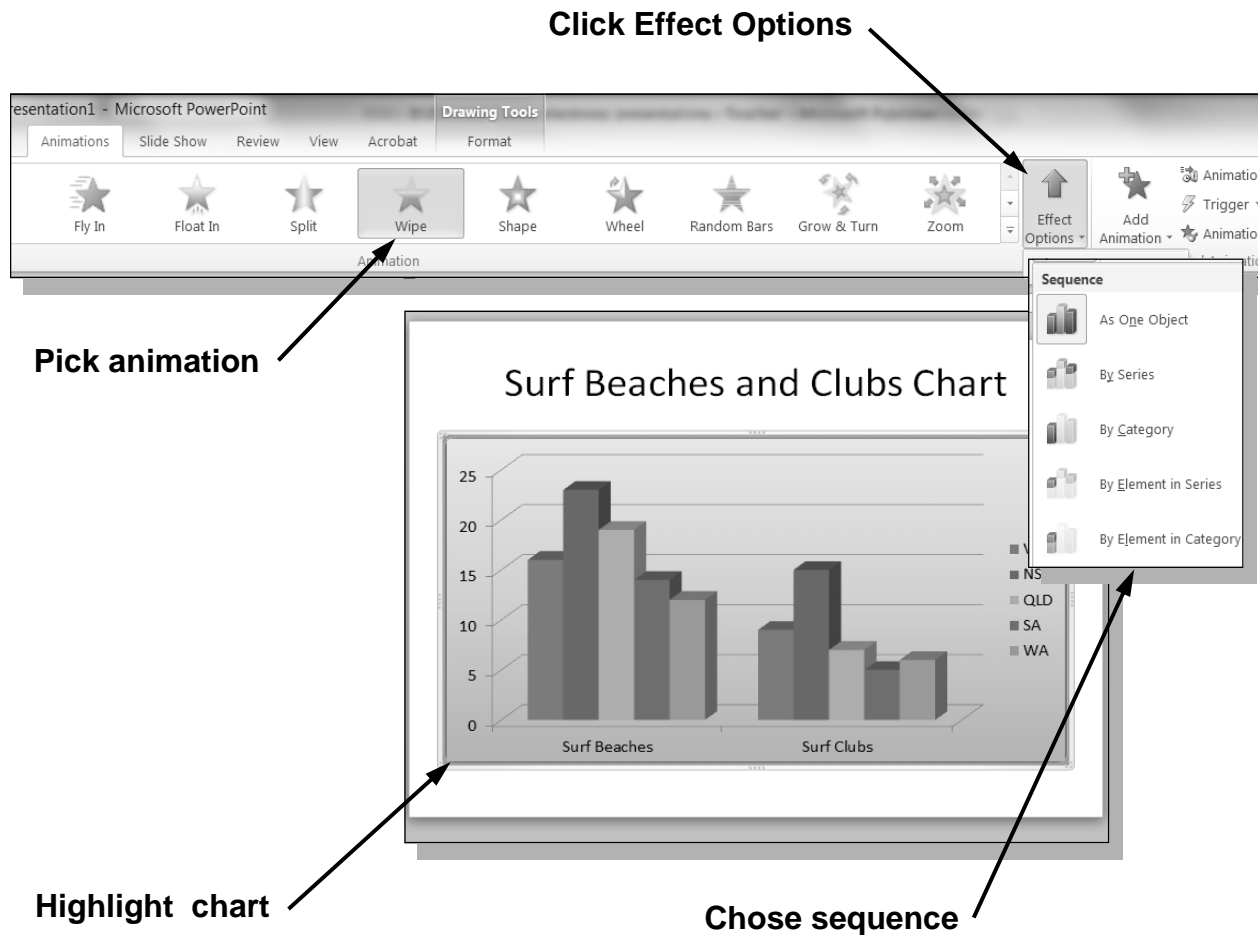 Click Effect Options
resentation1 - Microsoft PowerPoint
Drawing Tools
Animations Slide Show Review View Acrobat Format
Fly In Float In Split Wipe Shape Wheel Random Bars Grow & Turn Zoom
Effect Options
Add Animation
Animatio
Trigger
Animatio
Animation
Pick animation
Sequence
As One Object
By Series
By Category
By Element in Series
By Element in Category
Surf Beaches and Clubs Chart
25
20
15
10
5
0
Surf Beaches Surf Clubs
V
NS
QLD
SA
WA
Highlight chart
Chose sequence